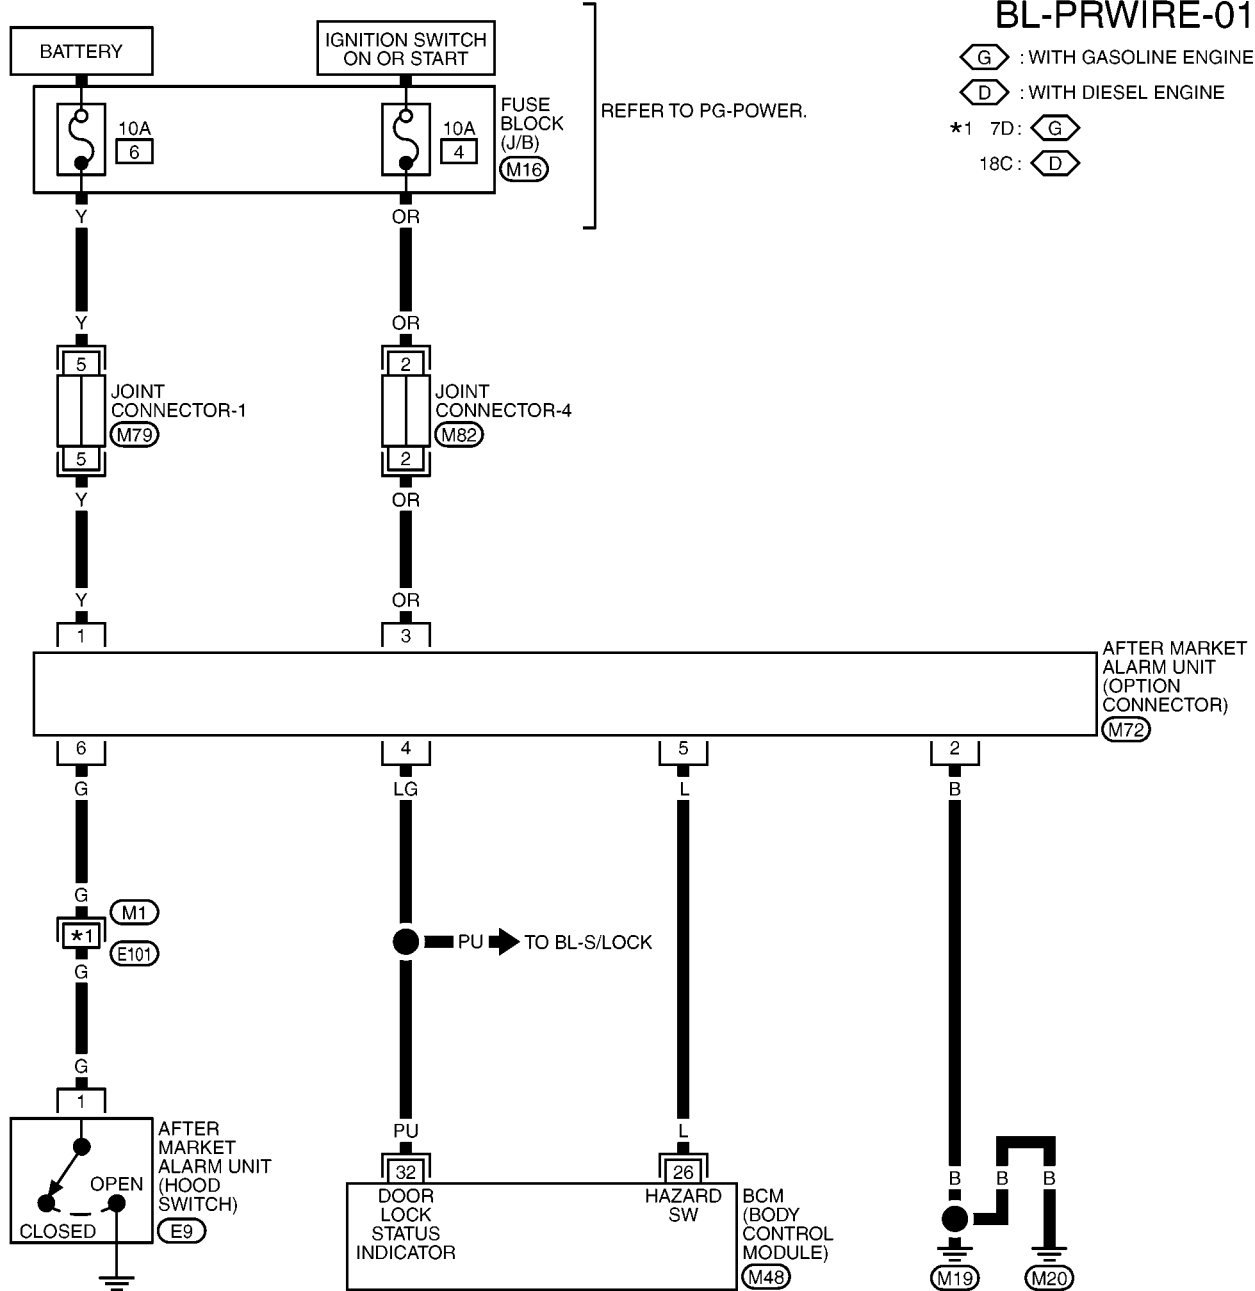 BL-PRWIRE-01
G : WITH GASOLINE ENGINE
D : WITH DIESEL ENGINE
*1 7D: G
18C: D
BATTERY
IGNITION SWITCH
ON OR START
10A
6
10A
4
FUSE
BLOCK
(J/B)
M16
REFER TO PG-POWER.
Y
OR
Y
OR
5
2
JOINT
CONNECTOR-1
M79
JOINT
CONNECTOR-4
M82
5
2
Y
OR
Y
OR
1
3
AFTER MARKET
ALARM UNIT
(OPTION
CONNECTOR)
M72
6
4
5
2
G
LG
L
B
G
M1
*1
E101
G
PU
TO BL-S/LOCK
G
1
AFTER
MARKET
ALARM UNIT
(HOOD
SWITCH)
E9
OPEN
CLOSED
PU
L
32
26
DOOR
LOCK
STATUS
INDICATOR
HAZARD
SW
BCM
(BODY
CONTROL
MODULE)
M48
B
B
B
M19
M20